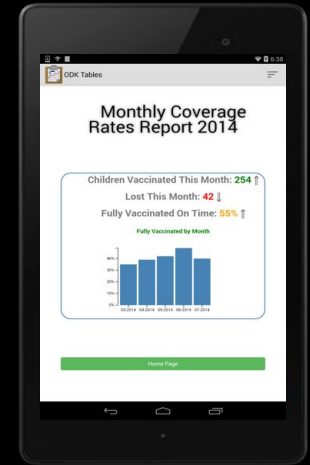 6:38
ODK Tables
Monthly Coverage
Rates Report 2014
Children Vaccinated This Month: 254 ⇑
Lost This Month: 42 ⇓
Fully Vaccinated On Time: 55% ⇑
Fully Vaccinated by Month
40%
30%
20%
10%
0%
03-2014 04-2014 05-2014 06-2014 07-2014
Home Page